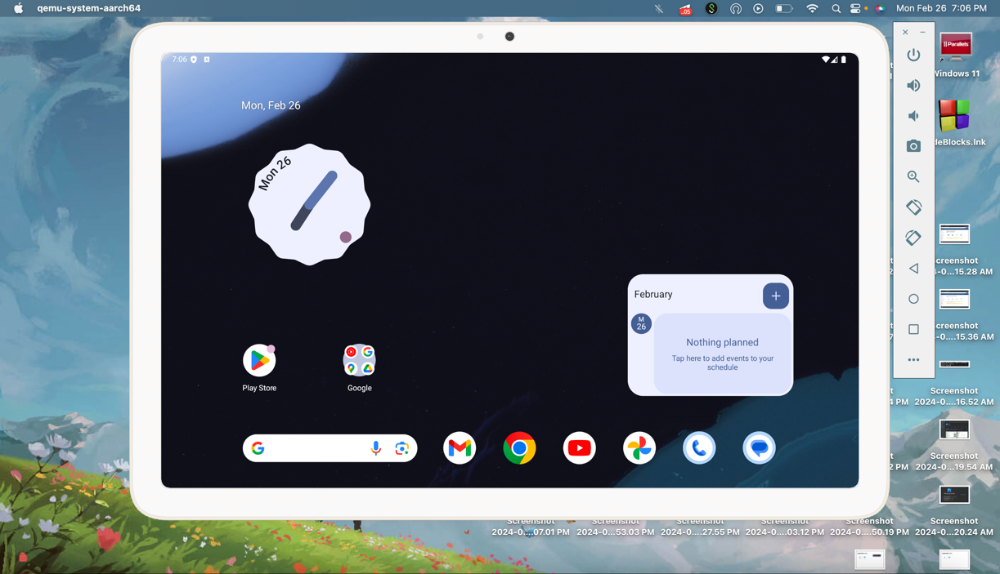 qemu-system-aarch64
.05
Mon Feb 26 7:06 PM
7:06
Mon, Feb 26
Mon 26
February
M
26
Nothing planned
Tap here to add events to your
schedule
Play Store
Google
Parallels
Windows 11
deBlocks.lnk
creenshot
4-0...15.28 AM
creenshot
-0...15.36 AM
Screenshot
4 PM
2024-0....16.52 AM
Screenshot
2 PM
2024-0...19.54 AM
Screenshot
2024-0....07.01 PM
Screenshot
2024-0....53.03 PM
Screenshot
2024-0....27.55 PM
Screenshot
2024-0....03.12 PM
Screenshot
2024-0....50.19 PM
Screenshot
2024-0...20.24 AM